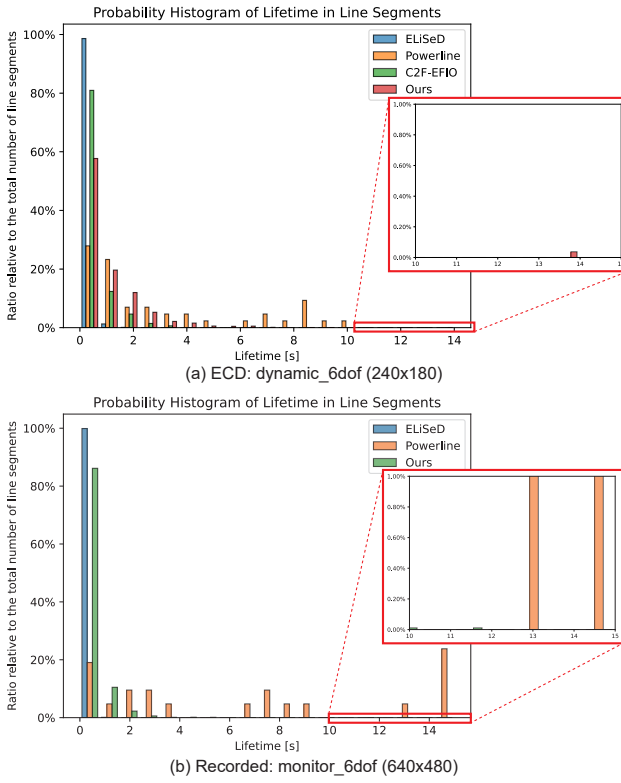 Probability Histogram of Lifetime in Line Segments
Ratio relative to the total number of line segments
100%
80%
60%
40%
20%
0%
ELiSeD
Powerline
C2F-EFIO
Ours
1.00%
0.80%
0.60%
0.40%
0.20%
0.00%
10 11 12 13 14 15
0 2 4 6 8 10 12 14
Lifetime [s]
(a) ECD: dynamic_6dof (240x180)
Probability Histogram of Lifetime in Line Segments
Ratio relative to the total number of line segments
100%
80%
60%
40%
20%
0%
ELiSeD
Powerline
Ours
1.00%
0.80%
0.60%
0.40%
0.20%
0.00%
10 11 12 13 14 15
0 2 4 6 8 10 12 14
Lifetime [s]
(b) Recorded: monitor_6dof (640x480)